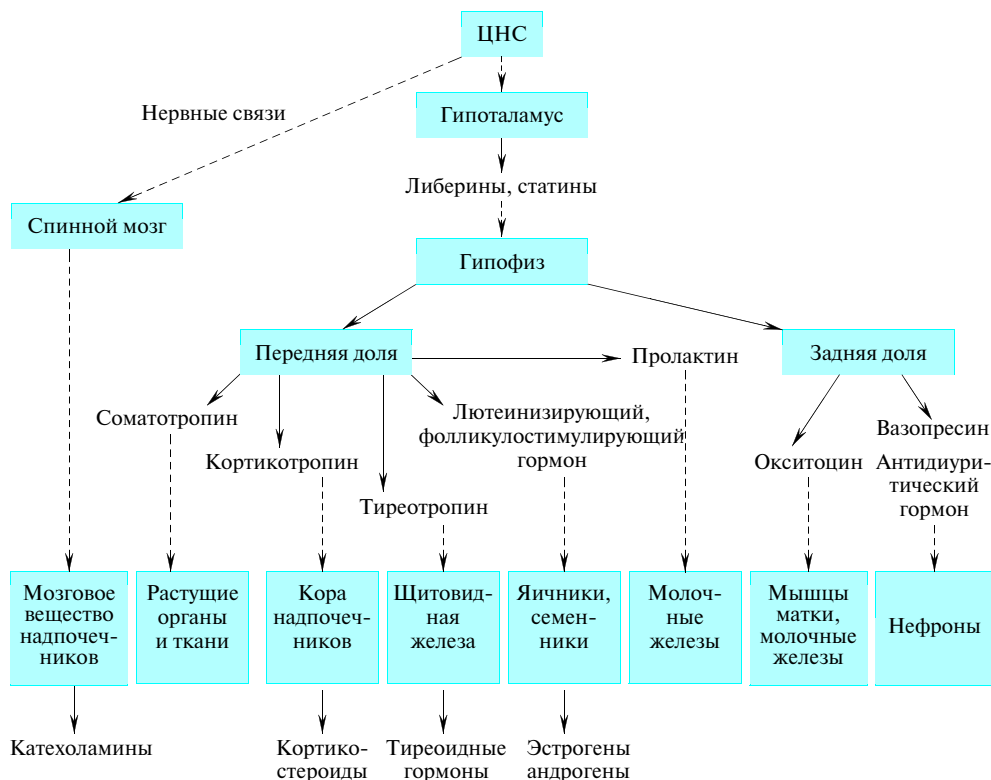 ЦНС
Нервные связи
Гипоталамус
Либерины, статины
Спинной мозг
Гипофиз
Передняя доля
Пролактин
Задняя доля
Соматотропин
Кортикотропин
Тиреотропин
Лютеинизирующий,
фолликулостимулирующий
гормон
Окситоцин
Вазопресин
Антидиури-
тический
гормон
Мозговое
вещество
надпочеч-
ников
Растущие
органы
и ткани
Кора
надпочеч-
ников
Щитовид-
ная
железа
Яичники,
семен-
ники
Молоч-
ные
железы
Мышцы
матки,
молочные
железы
Нефроны
Катехоламины
Кортико-
стероиды
Тиреоидные
гормоны
Эстрогены
андрогены